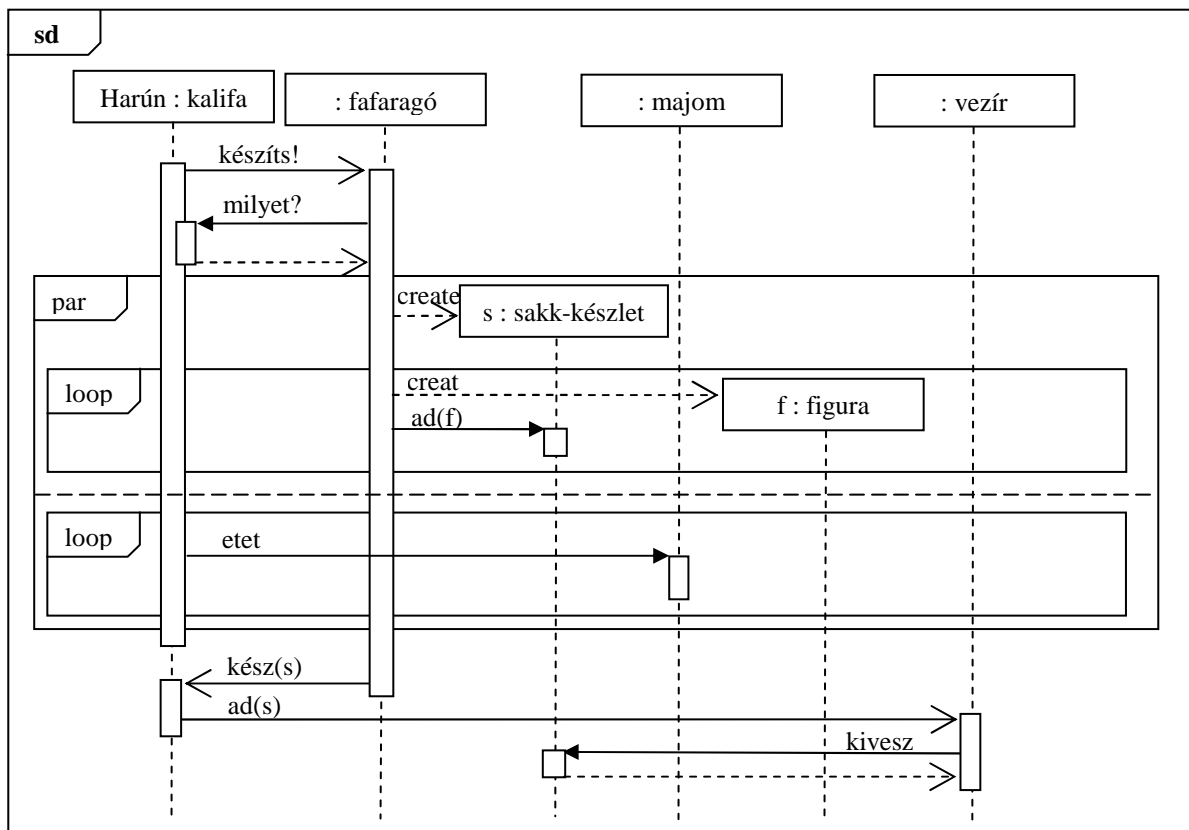 sd
Harún : kalifa
: fafaragó
: majom
: vezír
készíts!
milyet?
par
create
s : sakk-készlet
loop
creat
f : figura
ad(f)
loop
etet
kész(s)
ad(s)
kivesz